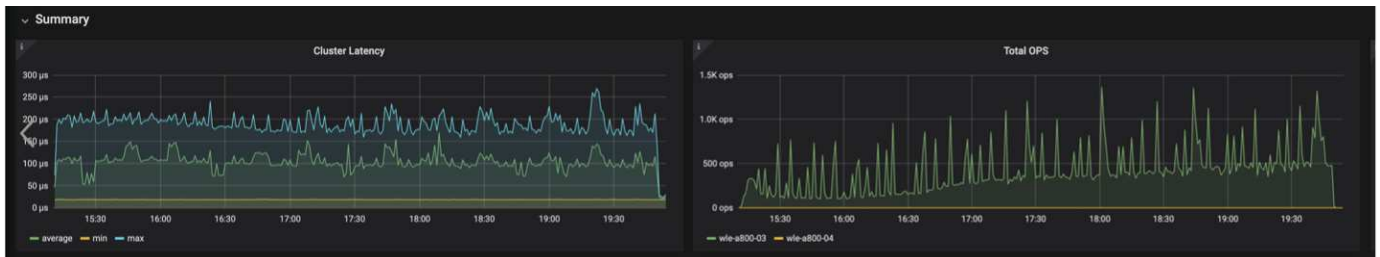 Summary
Cluster Latency
300 µs
250 µs
200 µs
150 µs
100 µs
50 µs
0 µs
15:30 16:00 16:30 17:00 17:30 18:00 18:30 19:00 19:30
average min max
Total OPS
1.5K ops
1.0K ops
500 ops
0 ops
15:30 16:00 16:30 17:00 17:30 18:00 18:30 19:00 19:30
wle-a800-03 wle-a800-04